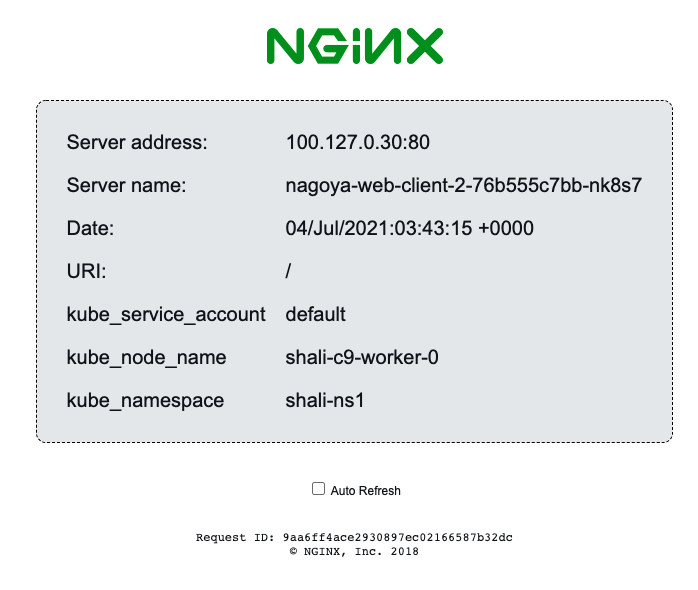 NGINX
Server address: 100.127.0.30:80
Server name: nagoya-web-client-2-76b555c7bb-nk8s7
Date: 04/Jul/2021:03:43:15 +0000
URI: /
kube_service_account default
kube_node_name shali-c9-worker-0
kube_namespace shali-ns1
Auto Refresh
Request ID: 9aa6ff4ace2930897ec02166587b32dc
© NGINX, Inc. 2018